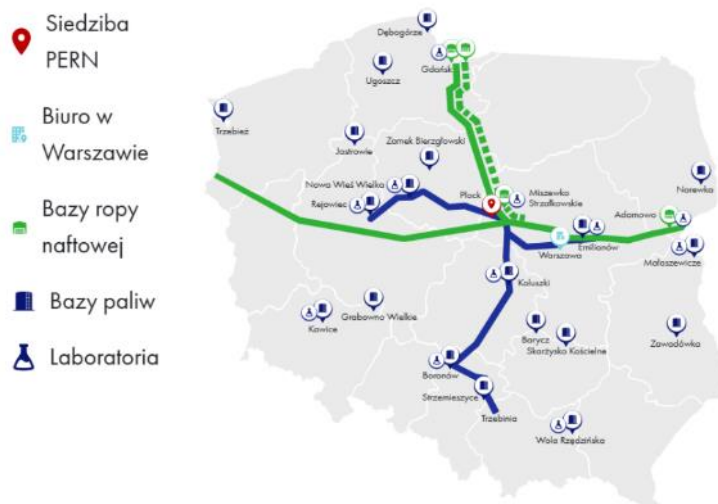 Siedziba
PERN
Biuro w
Warszawie
Bazy ropy
naftowej
Bazy paliw
Laboratoria
Dębogórze
Gdańsk
Ugoszcz
Trzebież
Jastrowie
Zamek Bierzgłowski
Nowa Wieś Wielka
Rejowiec
Płock
Miszewko
Strzałkowskie
Narewka
Adamowo
Emilianów
Warszawa
Małaszewicze
Koluszki
Kawice
Grabowno Wielkie
Barycz
Skarżysko Kościelne
Zawadówka
Boronów
Strzemieszyce
Trzebinia
Wola Rzędzińska